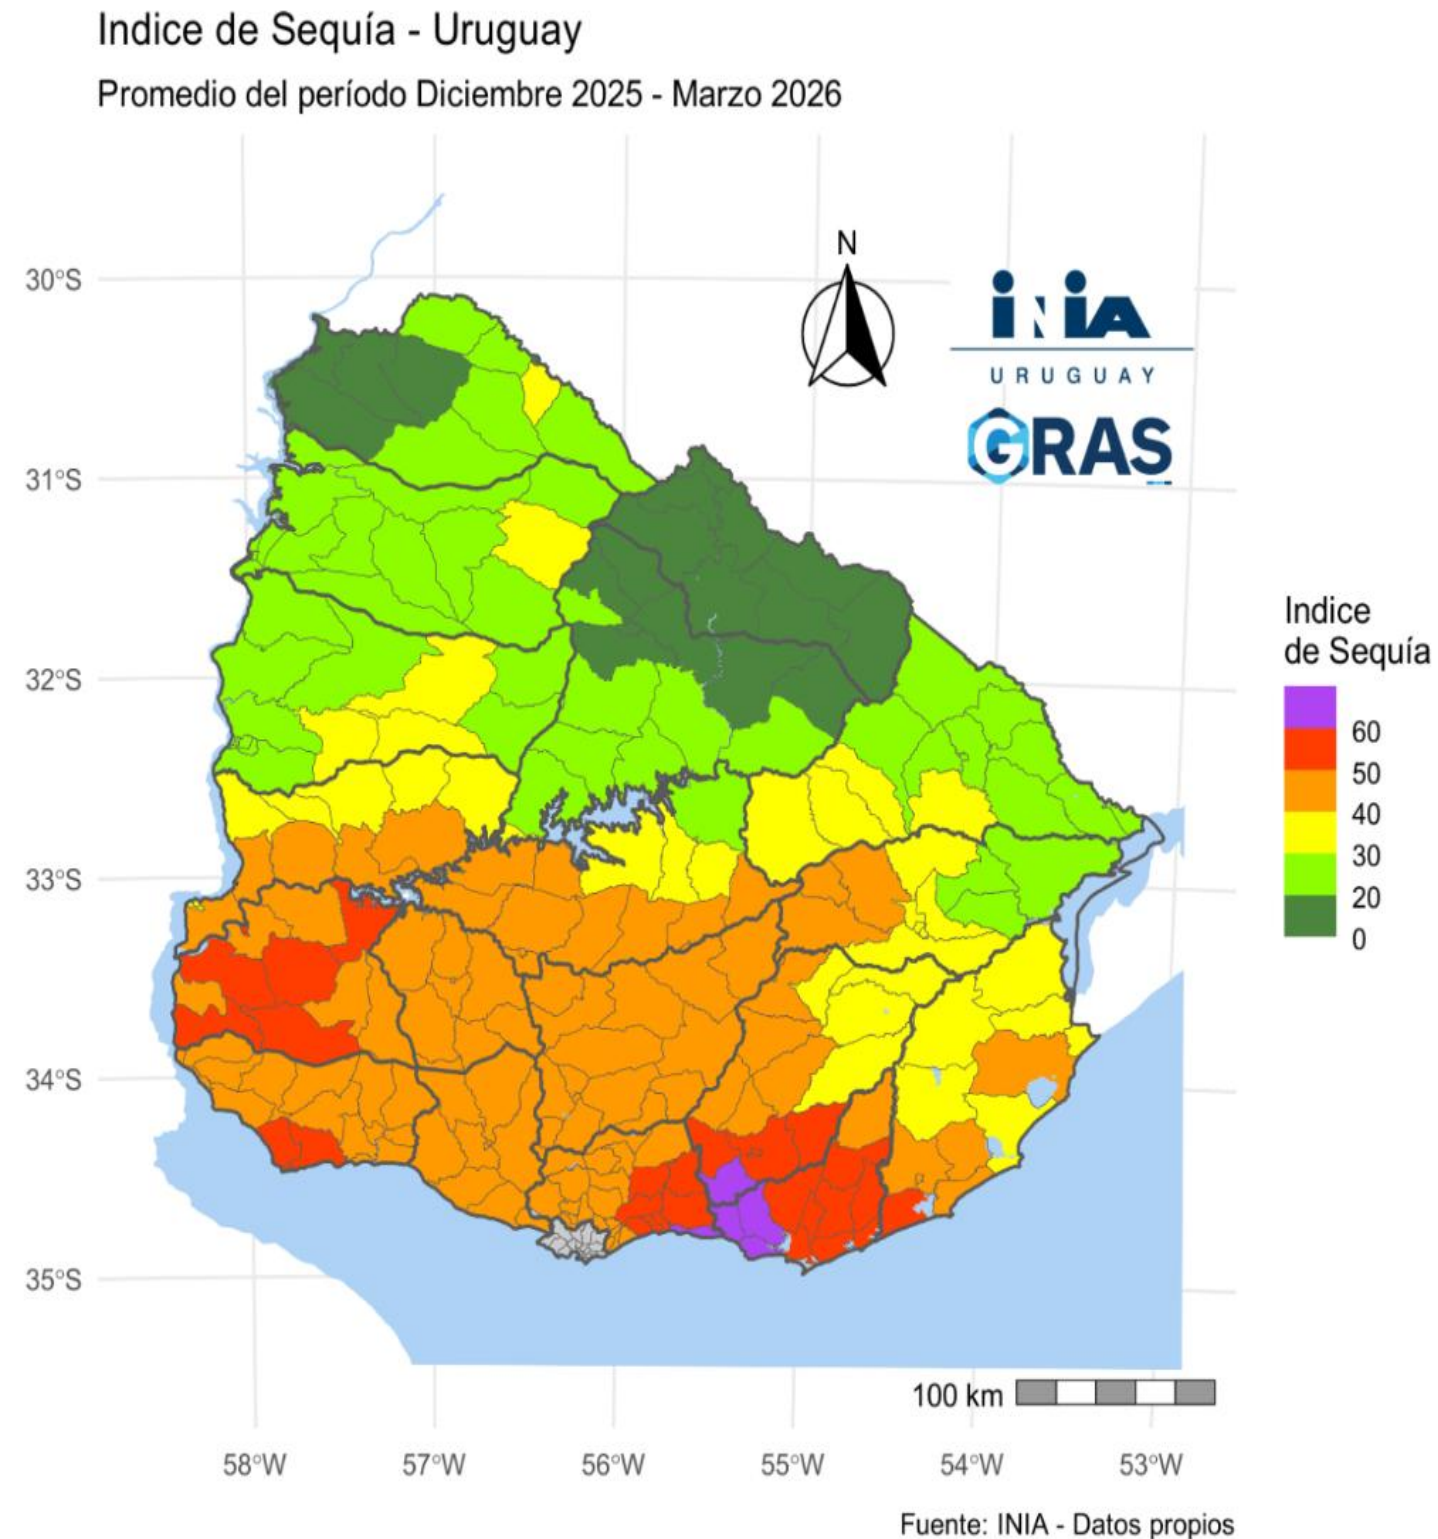 Indice de Sequía - Uruguay
Promedio del período Diciembre 2025 - Marzo 2026
N
30°S
31°S
32°S
33°S
34°S
35°S
iNiA
URUGUAY
GRAS
Indice
de Sequía
60
50
40
30
20
0
100 km
58°W
57°W
56°W
55°W
54°W
53°W
Fuente: INIA - Datos propios